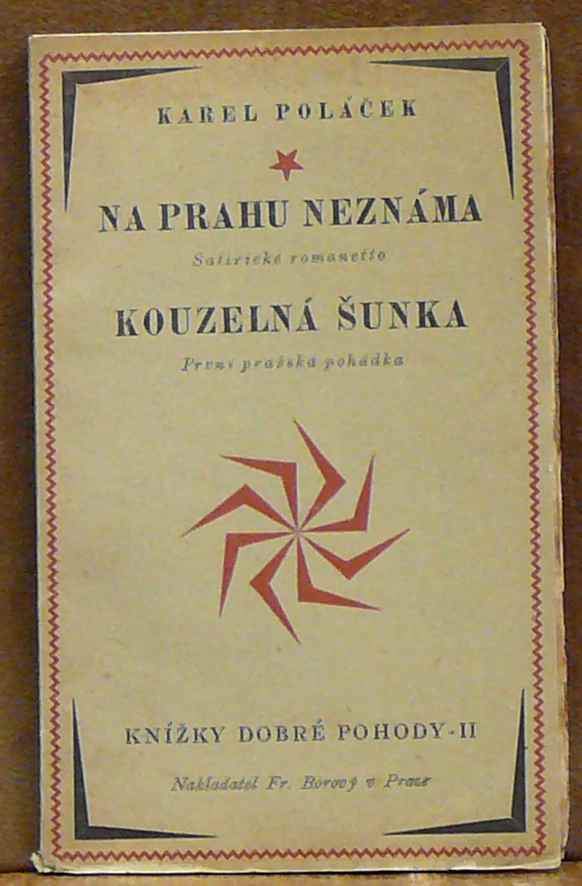 KAREL POLÁČEK
NA PRAHU NEZNÁMA
Satirické romanetto
KOUZELNÁ ŠUNKA
První pražská pohádka
KNÍŽKY DOBRÉ POHODY-II
Nakladatel Fr. Borový v Praze